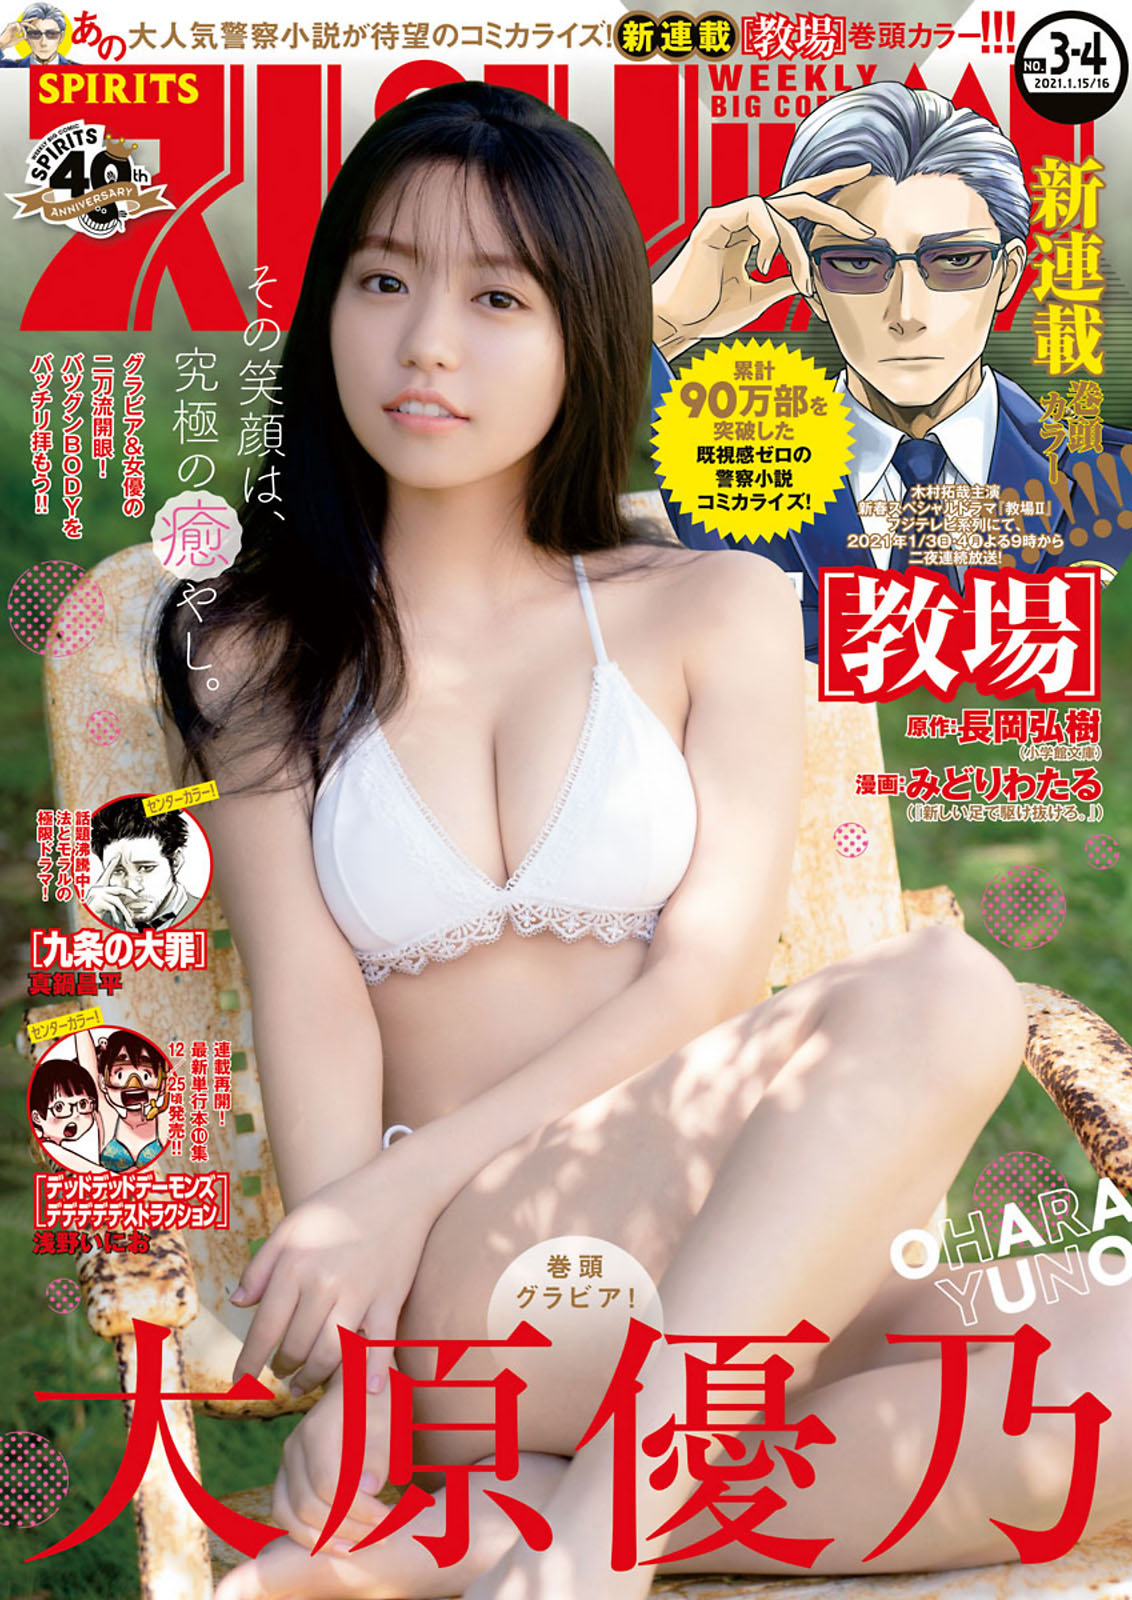 あの大人気警察小説が待望のコミカライズ!新連載[教場]巻頭カラー!!!
SPIRITS
スピリッツ
WEEKLY
BIG COMIC
NO. 3-4
2021.1.15/16
WEEKLY BIG COMIC
SPIRITS
40th
ANNIVERSARY
新連載
巻頭カラー!!!!
その笑顔は、
究極の癒やし。
グラビア&女優の
二刀流開眼!
バツグンBODYを
バッチリ拝もう!!
累計
90万部を
突破した
既視感ゼロの
警察小説
コミカライズ!
木村拓哉主演
新春スペシャルドラマ『教場Ⅱ』
フジテレビ系列にて、
2021年1/3日・4月よる9時から
二夜連続放送!
[教場]
原作:長岡弘樹
(小学館文庫)
漫画:みどりわたる
(『新しい足で駆け抜けろ。』)
センターカラー!
話題沸騰中!
法とモラルの
極限ドラマ!
[九条の大罪]
真鍋昌平
センターカラー!
連載再開!
最新単行本⑩集
12/25頃発売!!
[デッドデッドデーモンズ
デデデデデストラクション]
浅野いにお
OHARA
YUNO
巻頭
グラビア!
大原優乃